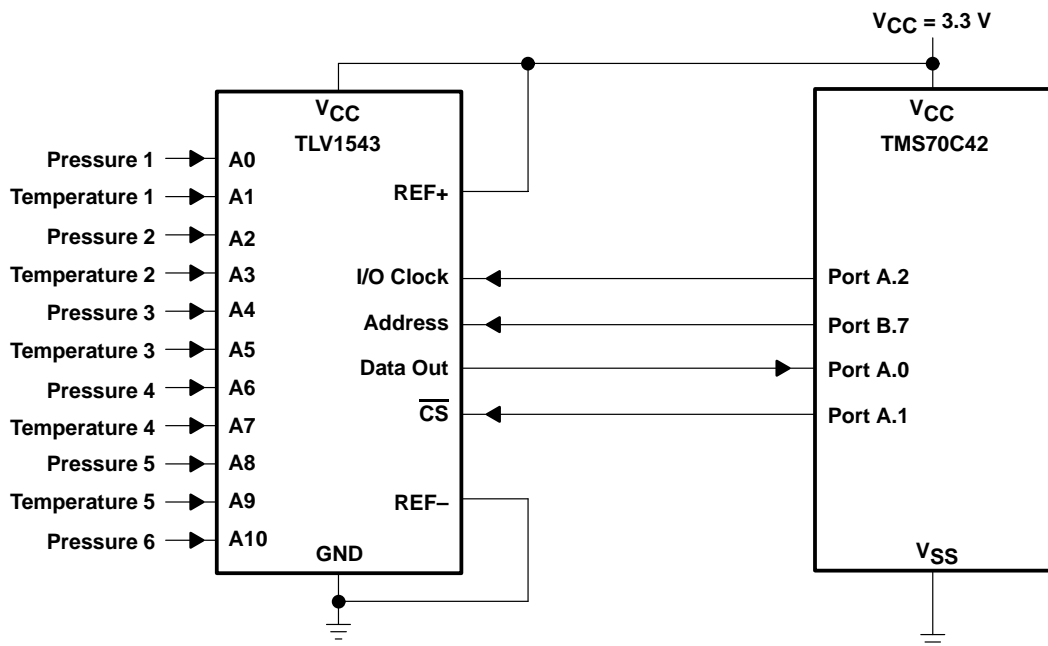 VCC = 3.3 V
VCC
TLV1543
Pressure 1
A0
Temperature 1
A1
REF+
Pressure 2
A2
Temperature 2
A3
I/O Clock
Pressure 3
A4
Address
Temperature 3
A5
Data Out
Pressure 4
A6
CS
Temperature 4
A7
Pressure 5
A8
Temperature 5
A9
REF–
Pressure 6
A10
GND
VCC
TMS70C42
Port A.2
Port B.7
Port A.0
Port A.1
VSS